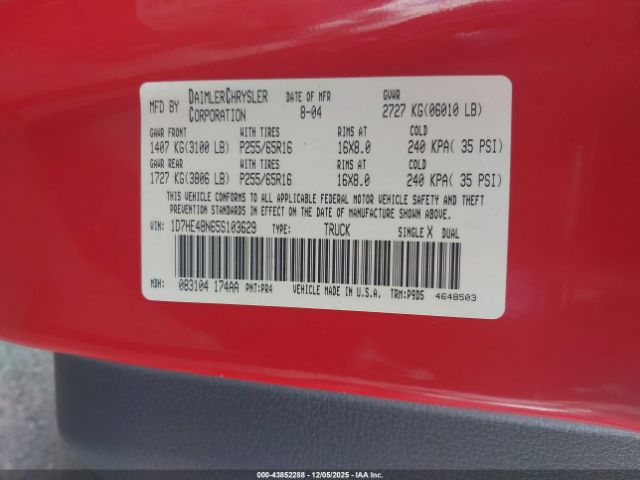 MFD BY DAIMLERCHRYSLER CORPORATION DATE OF MFR 8-04 GVWR 2727 KG(06010 LB)
GAWR FRONT WITH TIRES RIMS AT COLD
1407 KG(3100 LB) P255/65R16 16X8.0 240 KPA( 35 PSI)
GAWR REAR WITH TIRES RIMS AT COLD
1727 KG(3806 LB) P255/65R16 16X8.0 240 KPA( 35 PSI)
THIS VEHICLE CONFORMS TO ALL APPLICABLE FEDERAL MOTOR VEHICLE SAFETY AND THEFT
PREVENTION STANDARDS IN EFFECT ON THE DATE OF MANUFACTURE SHOWN ABOVE.
VIN: 1D7HE48N65S103629 TYPE: TRUCK SINGLE X DUAL
MDH: 083104 174AA PNT:PR4 VEHICLE MADE IN U.S.A. TRM:P9D5 4648503
000-43852288 - 12/05/2025 - IAAI.CA